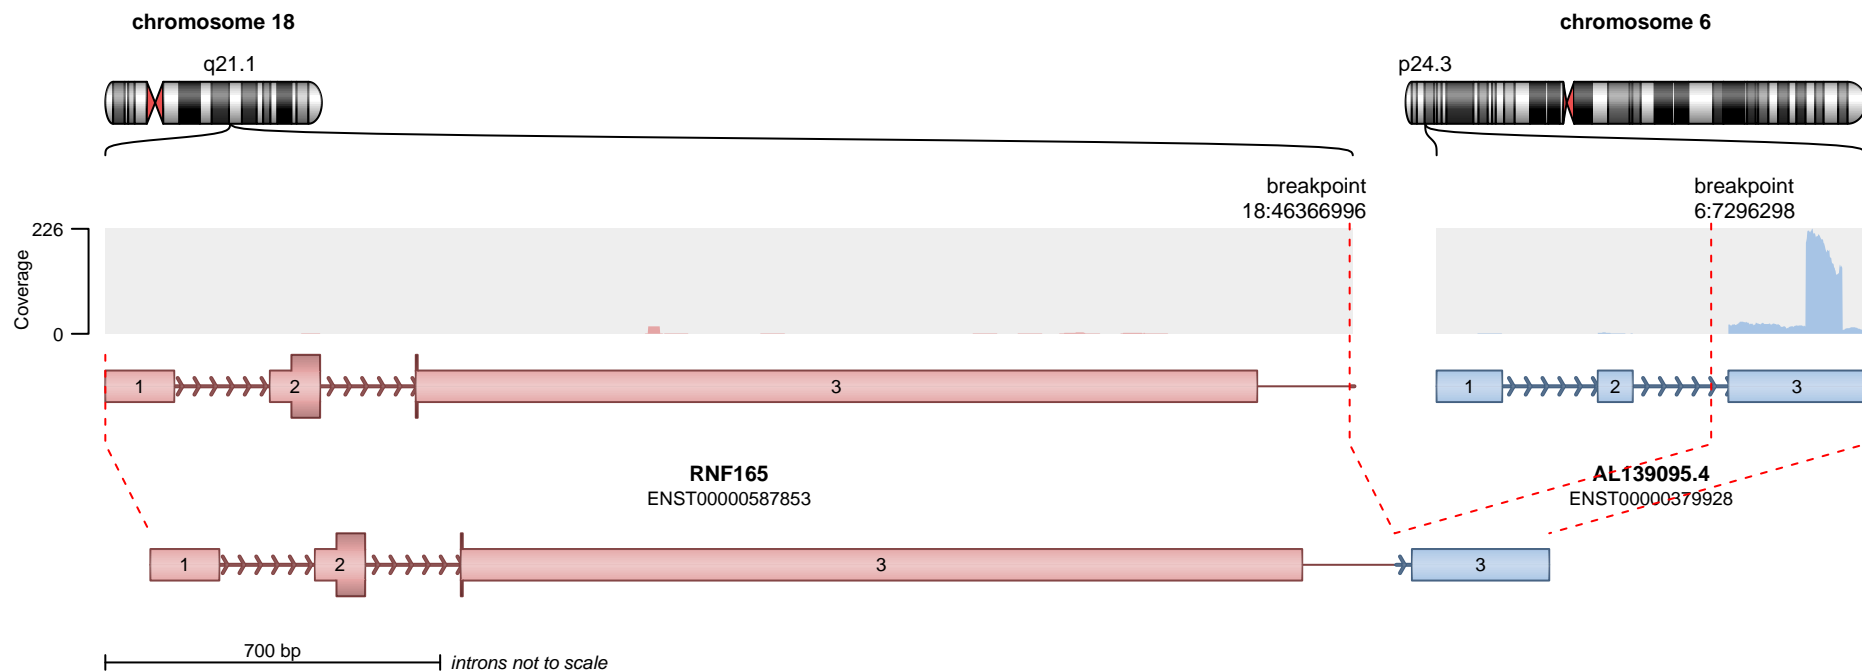 chromosome 18
chromosome 6
q21.1
p24.3
breakpoint
18:46366996
breakpoint
6:7296298
226
0
Coverage
1
2
3
1
2
3
RNF165
ENST00000587853
AL139095.4
ENST00000379928
1
2
3
3
700 bp
introns not to scale